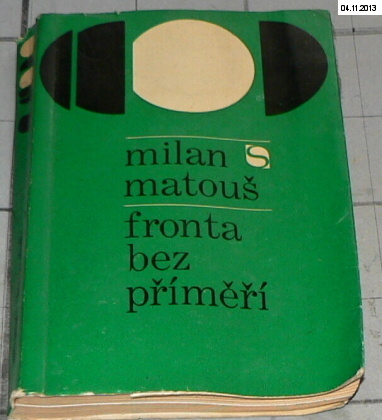 04.11.2013
milan S
matouš
fronta
bez
příměří